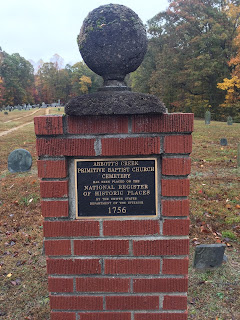 ABBOTTS CREEK
PRIMITIVE BAPTIST CHURCH
CEMETERY
HAS BEEN PLACED ON THE
NATIONAL REGISTER
OF HISTORIC PLACES
BY THE UNITED STATES
DEPARTMENT OF THE INTERIOR
1756